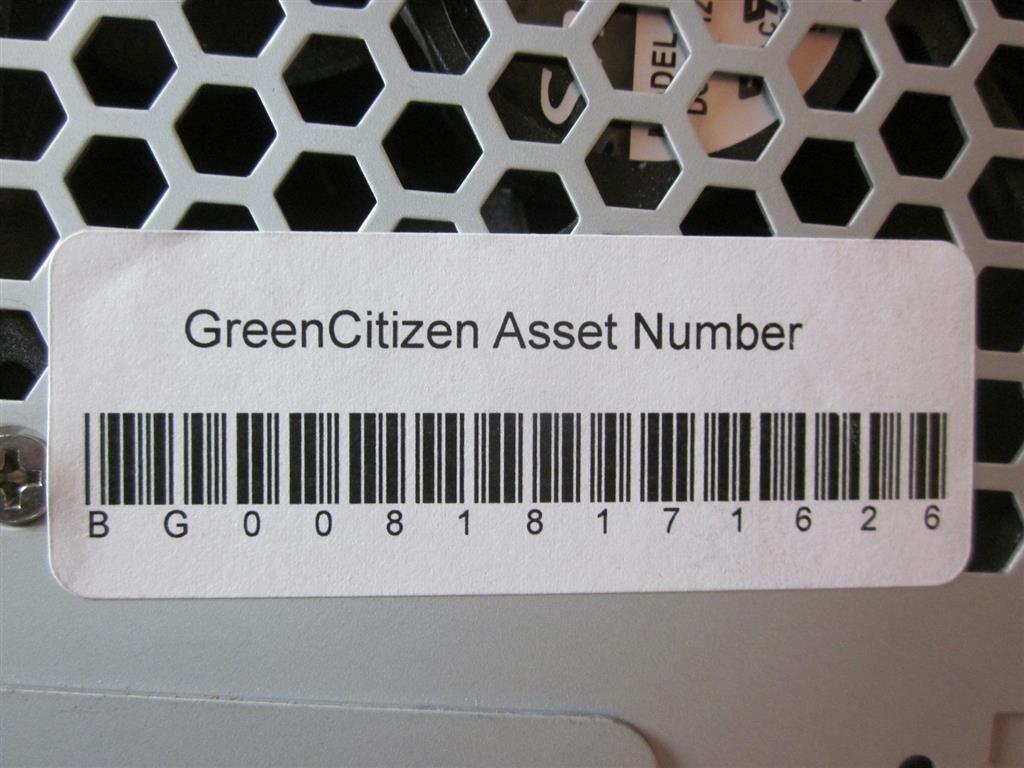 GreenCitizen Asset Number
B G 0 0 8 1 8 1 7 1 6 2 6